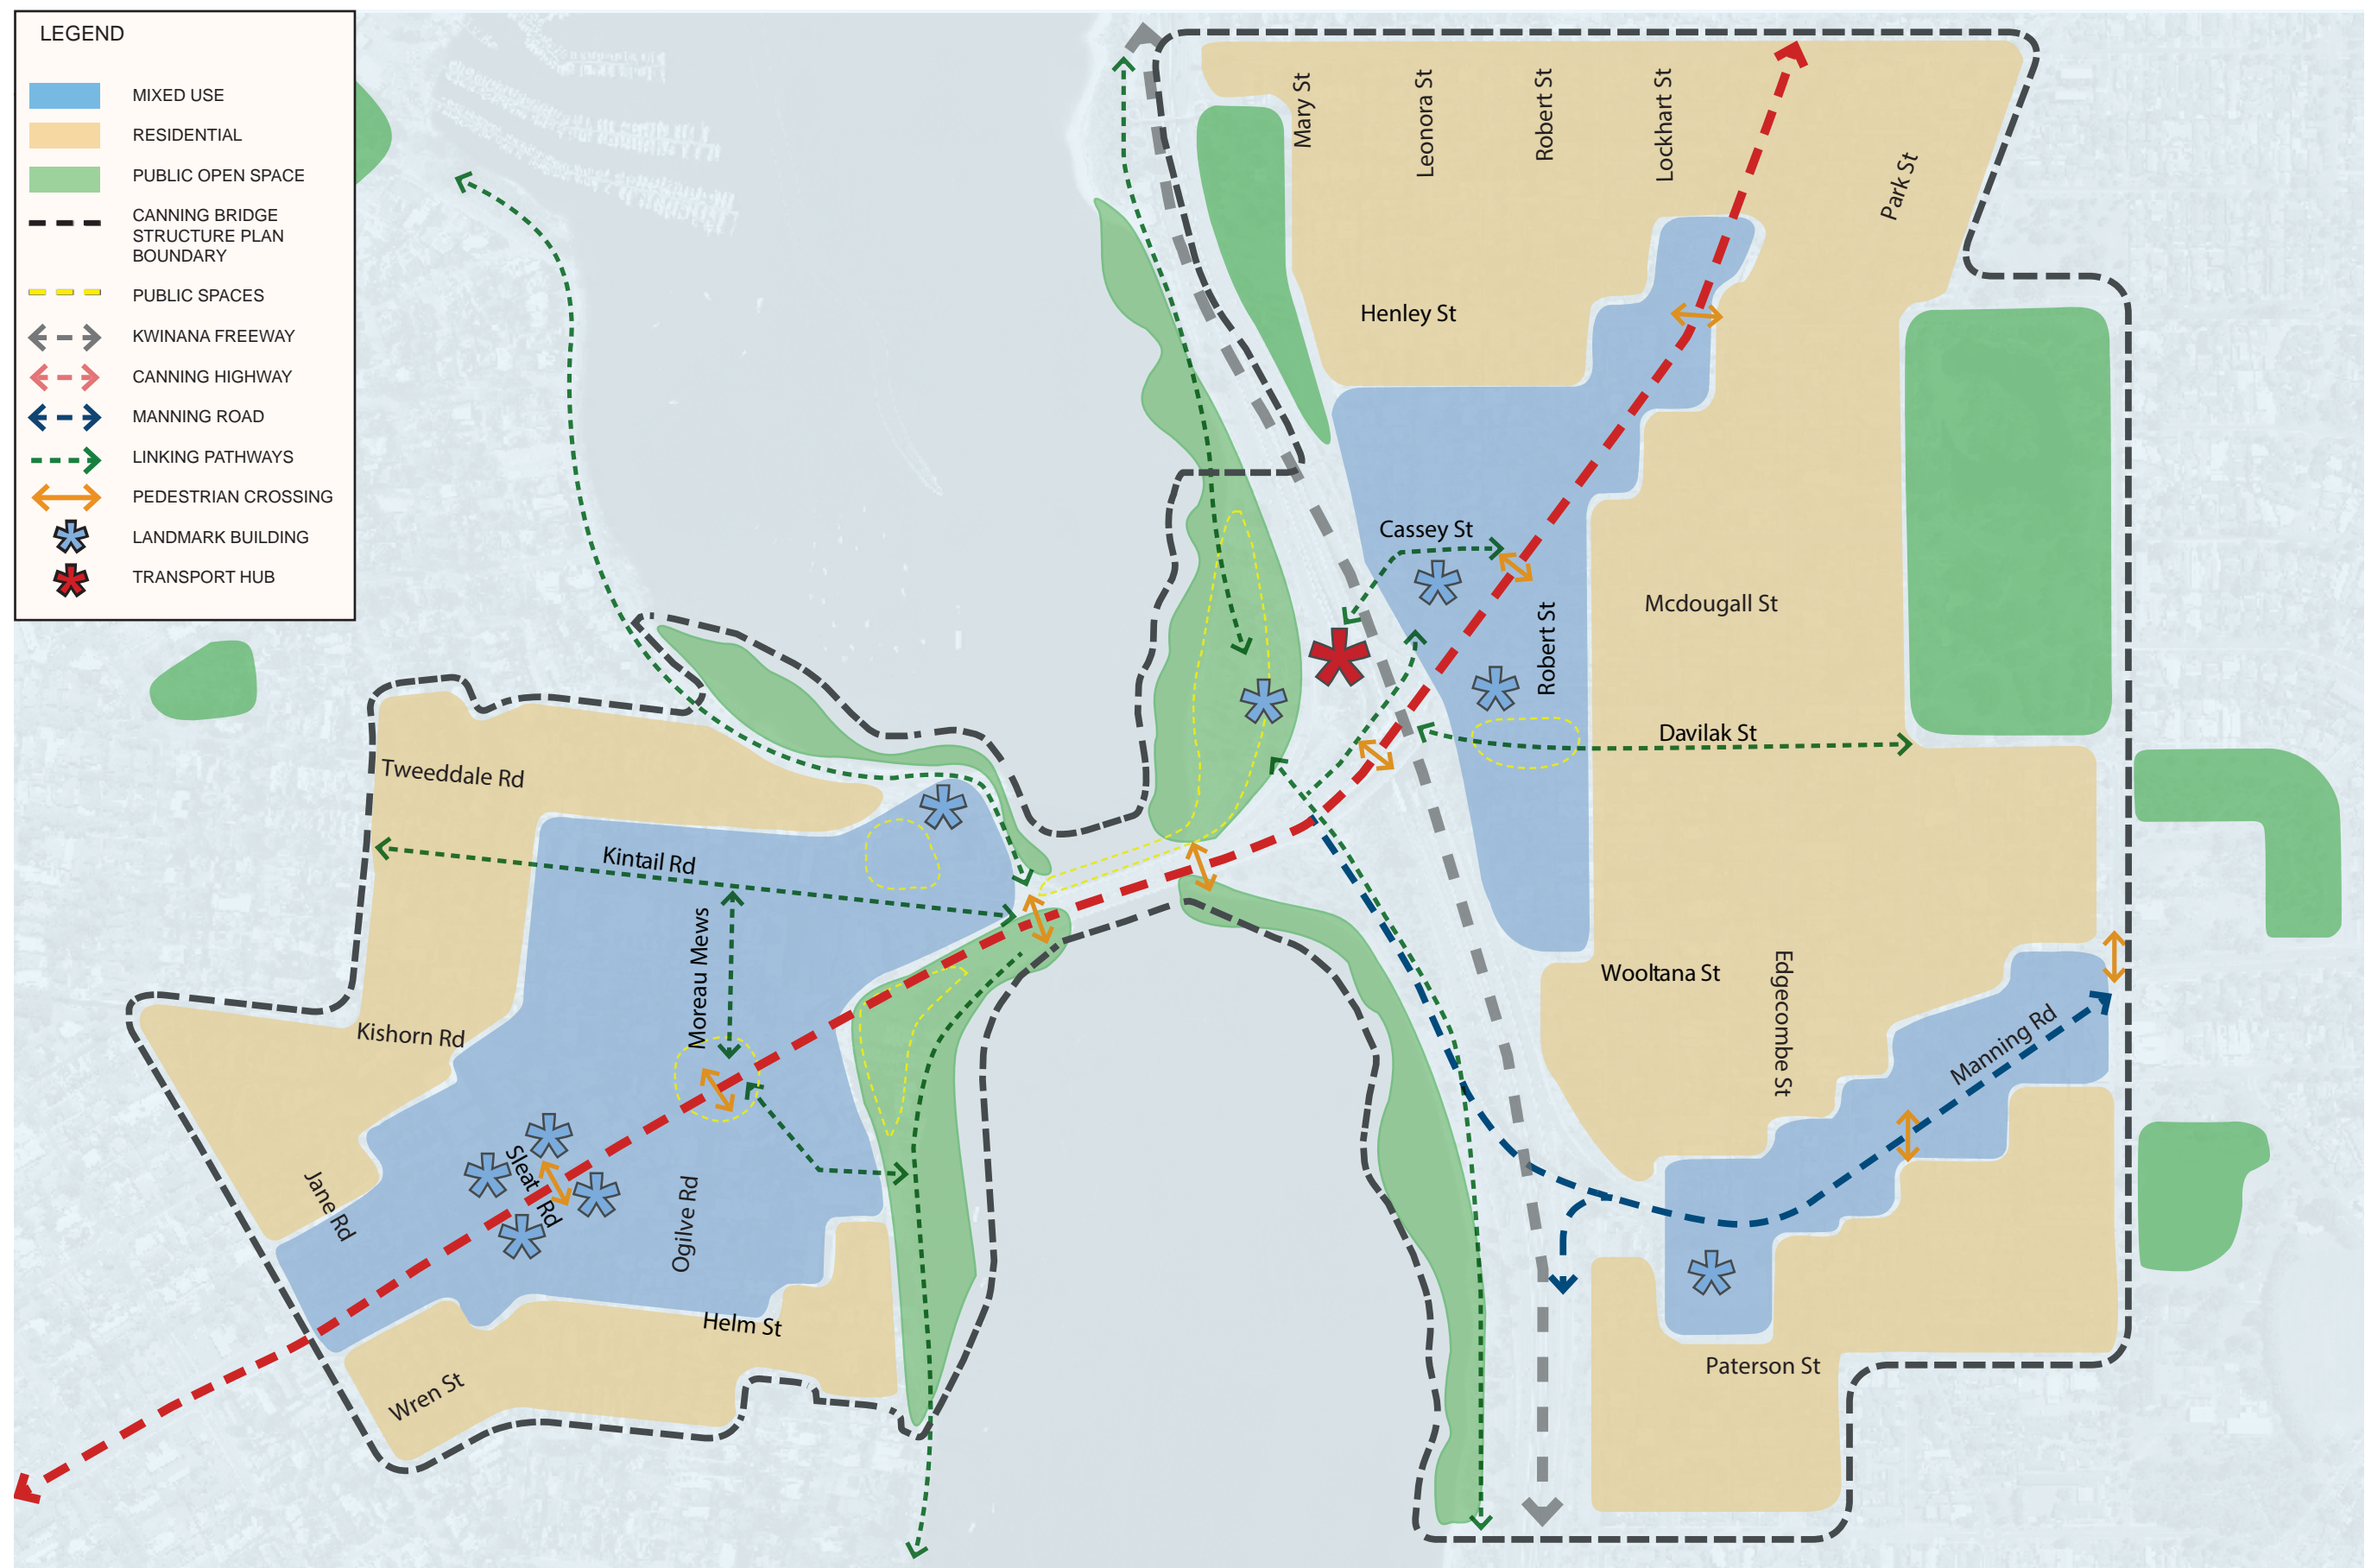 LEGEND
MIXED USE
RESIDENTIAL
PUBLIC OPEN SPACE
CANNING BRIDGE
STRUCTURE PLAN
BOUNDARY
PUBLIC SPACES
KWINANA FREEWAY
CANNING HIGHWAY
MANNING ROAD
LINKING PATHWAYS
PEDESTRIAN CROSSING
LANDMARK BUILDING
TRANSPORT HUB
Mary St
Leonora St
Robert St
Lockhart St
Park St
Henley St
Cassey St
Mcdougall St
Robert St
Davilak St
Tweeddale Rd
Kintail Rd
Moreau Mews
Wooltana St
Edgecombe St
Manning Rd
Kishorn Rd
Jane Rd
Sleat Rd
Ogilve Rd
Helm St
Wren St
Paterson St